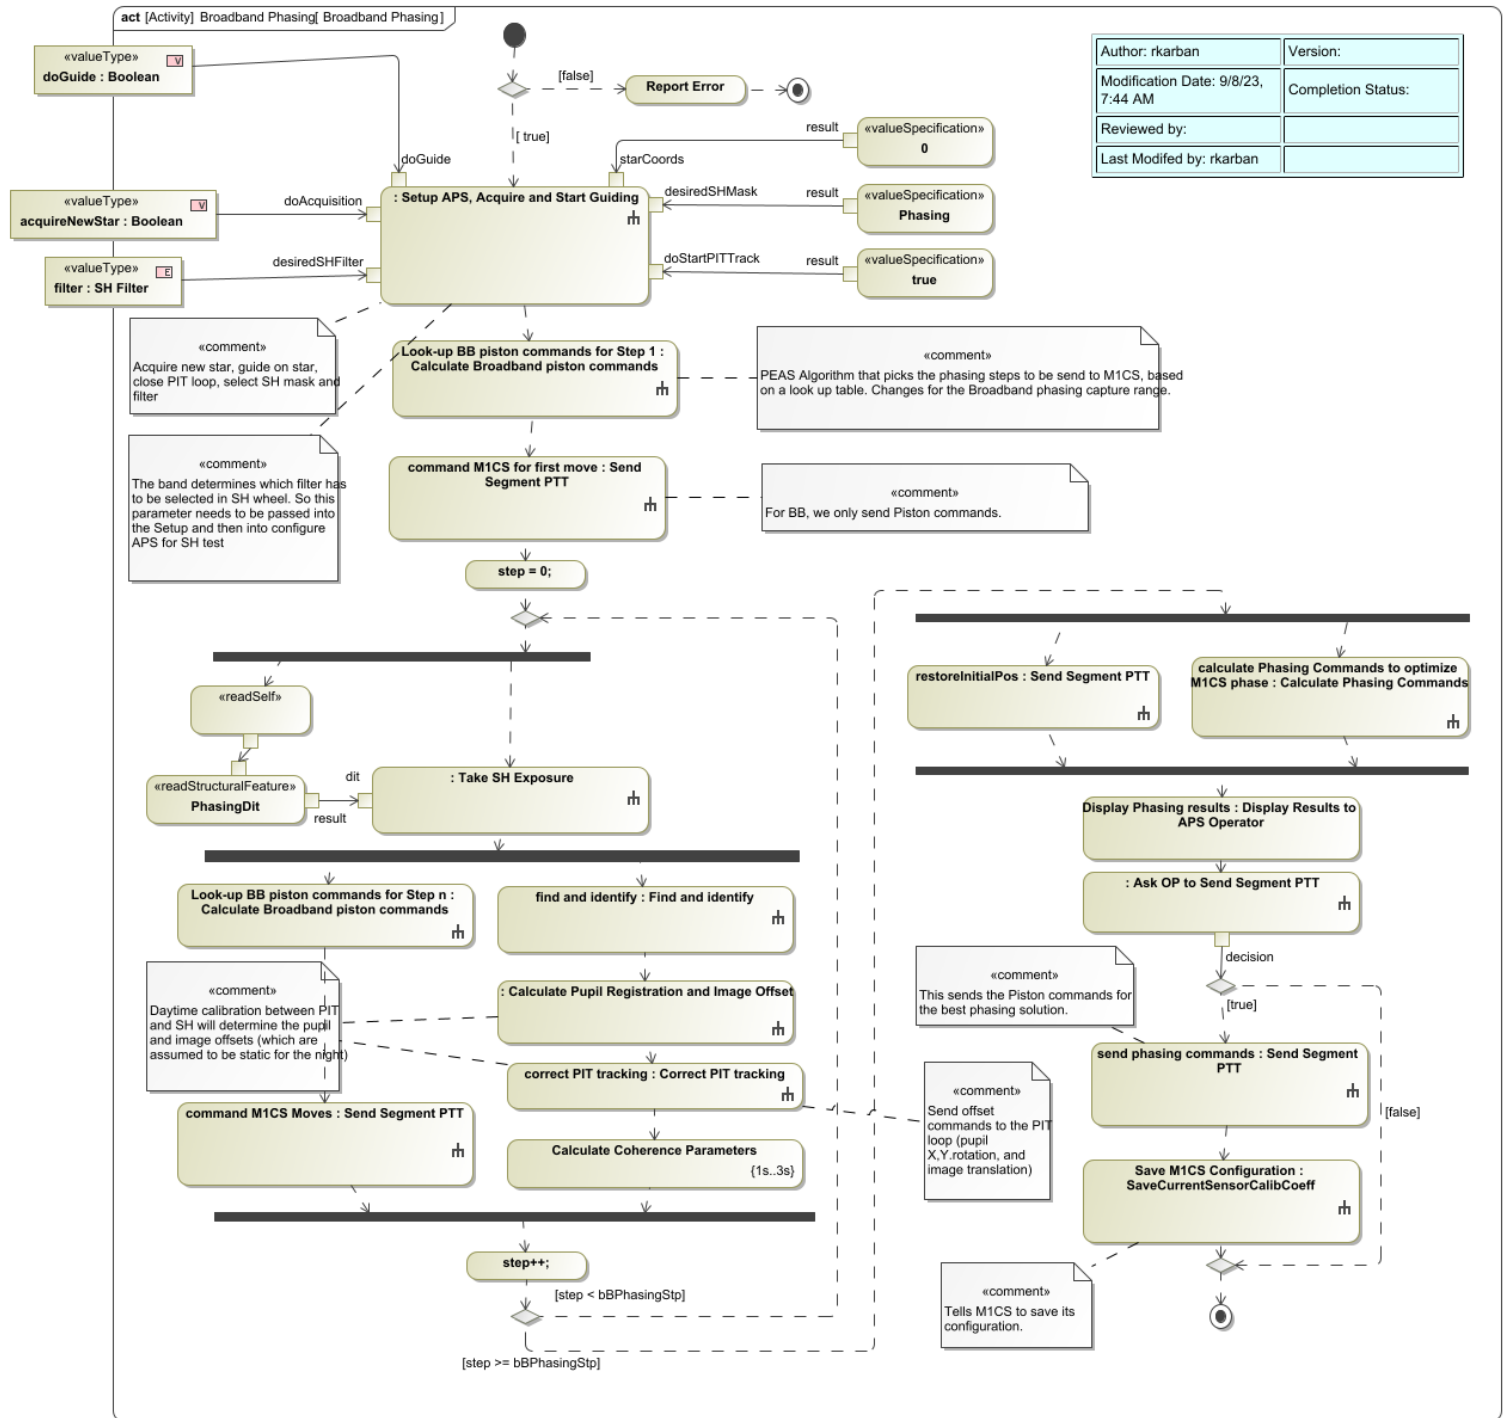 act [Activity] Broadband Phasing[ Broadband Phasing]
«valueType»
doGuide : Boolean
V
[false]
Report Error
[ true]
Author: rkarban
Version:
Modification Date: 9/8/23,
7:44 AM
Completion Status:
Reviewed by:
Last Modifed by: rkarban
doGuide
starCoords
result
«valueSpecification»
0
«valueType»
acquireNewStar : Boolean
V
doAcquisition
: Setup APS, Acquire and Start Guiding
desiredSHMask
result
«valueSpecification»
Phasing
«valueType»
filter : SH Filter
E
desiredSHFilter
doStartPITTrack
result
«valueSpecification»
true
«comment»
Acquire new star, guide on star,
close PIT loop, select SH mask and
filter
Look-up BB piston commands for Step 1 :
Calculate Broadband piston commands
«comment»
PEAS Algorithm that picks the phasing steps to be send to M1CS, based
on a look up table. Changes for the Broadband phasing capture range.
«comment»
The band determines which filter has
to be selected in SH wheel. So this
parameter needs to be passed into
the Setup and then into configure
APS for SH test
command M1CS for first move : Send
Segment PTT
«comment»
For BB, we only send Piston commands.
step = 0;
«readSelf»
«readStructuralFeature»
PhasingDit
result
dit
: Take SH Exposure
Look-up BB piston commands for Step n :
Calculate Broadband piston commands
find and identify : Find and identify
«comment»
Daytime calibration between PIT
and SH will determine the pupil
and image offsets (which are
assumed to be static for the night)
: Calculate Pupil Registration and Image Offset
correct PIT tracking : Correct PIT tracking
command M1CS Moves : Send Segment PTT
Calculate Coherence Parameters
{1s..3s}
step++;
[step < bBPhasingStp]
[step >= bBPhasingStp]
restoreInitialPos : Send Segment PTT
calculate Phasing Commands to optimize
M1CS phase : Calculate Phasing Commands
Display Phasing results : Display Results to
APS Operator
: Ask OP to Send Segment PTT
decision
«comment»
This sends the Piston commands for
the best phasing solution.
[true]
send phasing commands : Send Segment
PTT
[false]
«comment»
Send offset
commands to the PIT
loop (pupil
X,Y.rotation, and
image translation)
Save M1CS Configuration :
SaveCurrentSensorCalibCoeff
«comment»
Tells M1CS to save its
configuration.